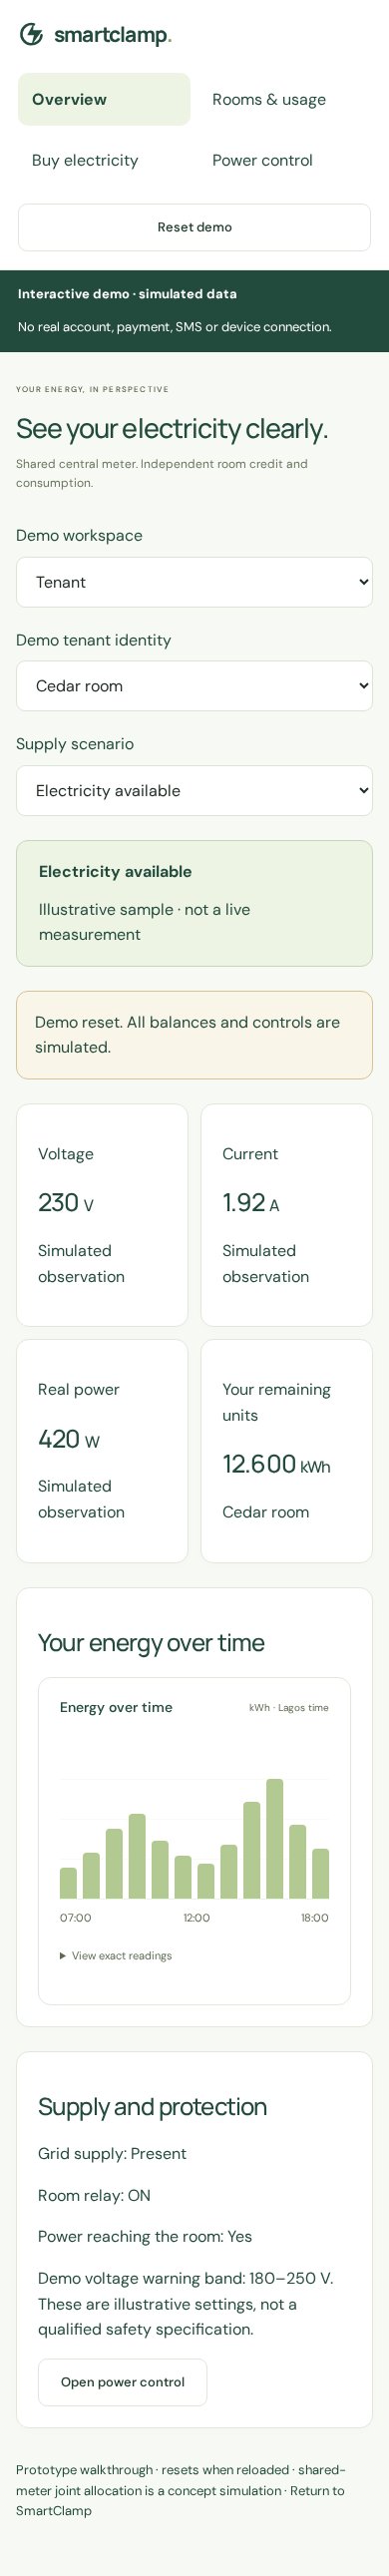 smartclamp.
Overview
Rooms & usage
Buy electricity
Power control
Reset demo
Interactive demo · simulated data
No real account, payment, SMS or device connection.
YOUR ENERGY, IN PERSPECTIVE
See your electricity clearly.
Shared central meter. Independent room credit and
consumption.
Demo workspace
Tenant
Demo tenant identity
Cedar room
Supply scenario
Electricity available
Electricity available
Illustrative sample · not a live
measurement
Demo reset. All balances and controls are
simulated.
Voltage
230 V
Simulated
observation
Current
1.92 A
Simulated
observation
Real power
420 W
Simulated
observation
Your remaining
units
12.600 kWh
Cedar room
Your energy over time
Energy over time
kWh · Lagos time
07:00
12:00
18:00
View exact readings
Supply and protection
Grid supply: Present
Room relay: ON
Power reaching the room: Yes
Demo voltage warning band: 180–250 V.
These are illustrative settings, not a
qualified safety specification.
Open power control
Prototype walkthrough · resets when reloaded · shared-
meter joint allocation is a concept simulation · Return to
SmartClamp